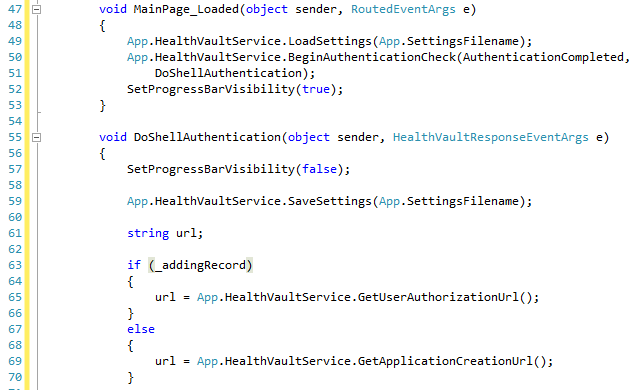 47 void MainPage_Loaded(object sender, RoutedEventArgs e)
48 {
49 App.HealthVaultService.LoadSettings(App.SettingsFilename);
50 App.HealthVaultService.BeginAuthenticationCheck(AuthenticationCompleted,
51 DoShellAuthentication);
52 SetProgressBarVisibility(true);
53 }
54
55 void DoShellAuthentication(object sender, HealthVaultResponseEventArgs e)
56 {
57 SetProgressBarVisibility(false);
58
59 App.HealthVaultService.SaveSettings(App.SettingsFilename);
60
61 string url;
62
63 if (_addingRecord)
64 {
65 url = App.HealthVaultService.GetUserAuthorizationUrl();
66 }
67 else
68 {
69 url = App.HealthVaultService.GetApplicationCreationUrl();
70 }